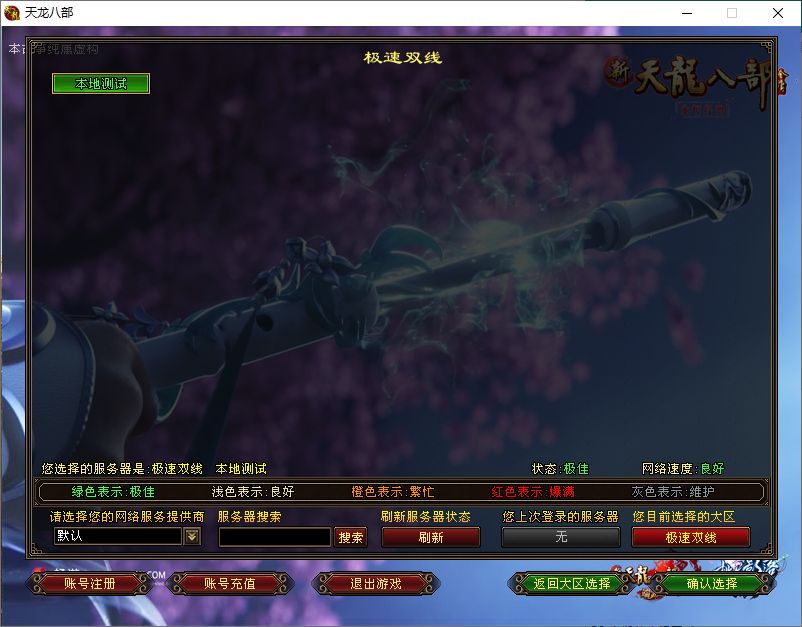 天龙八部
极速双线
本地测试
新天龍八部
您选择的服务器是:极速双线 本地测试 状态:极佳 网络速度:良好
绿色表示:极佳 浅色表示:良好 橙色表示:繁忙 红色表示:爆满 灰色表示:维护
请选择您的网络服务提供商 服务器搜索 刷新服务器状态 您上次登录的服务器 您目前选择的大区
默认 搜索 刷新 无 极速双线
账号注册 账号充值 退出游戏 返回大区选择 确认选择